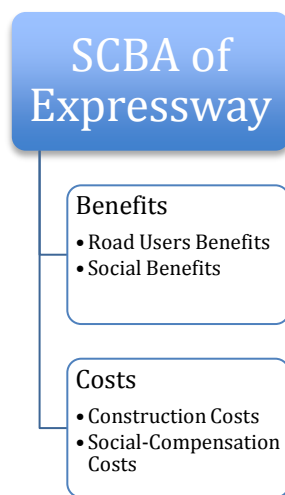 SCBA of
Expressway
Benefits
• Road Users Benefits
• Social Benefits
Costs
• Construction Costs
• Social-Compensation
Costs